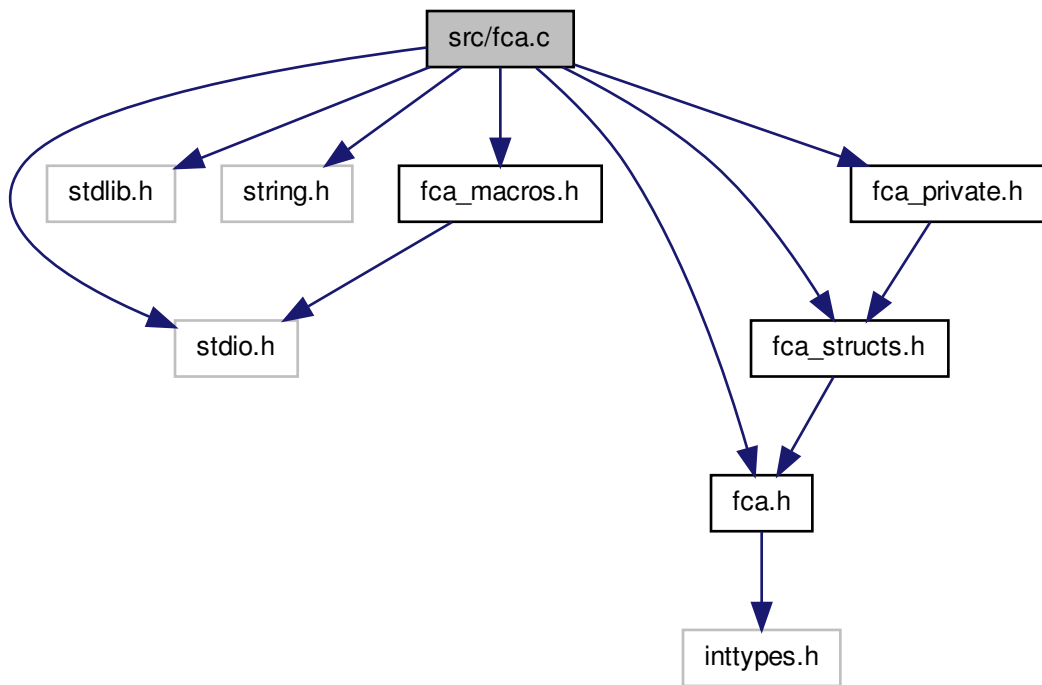 src/fca.c
stdlib.h
string.h
fca_macros.h
fca_private.h
stdio.h
fca_structs.h
fca.h
inttypes.h